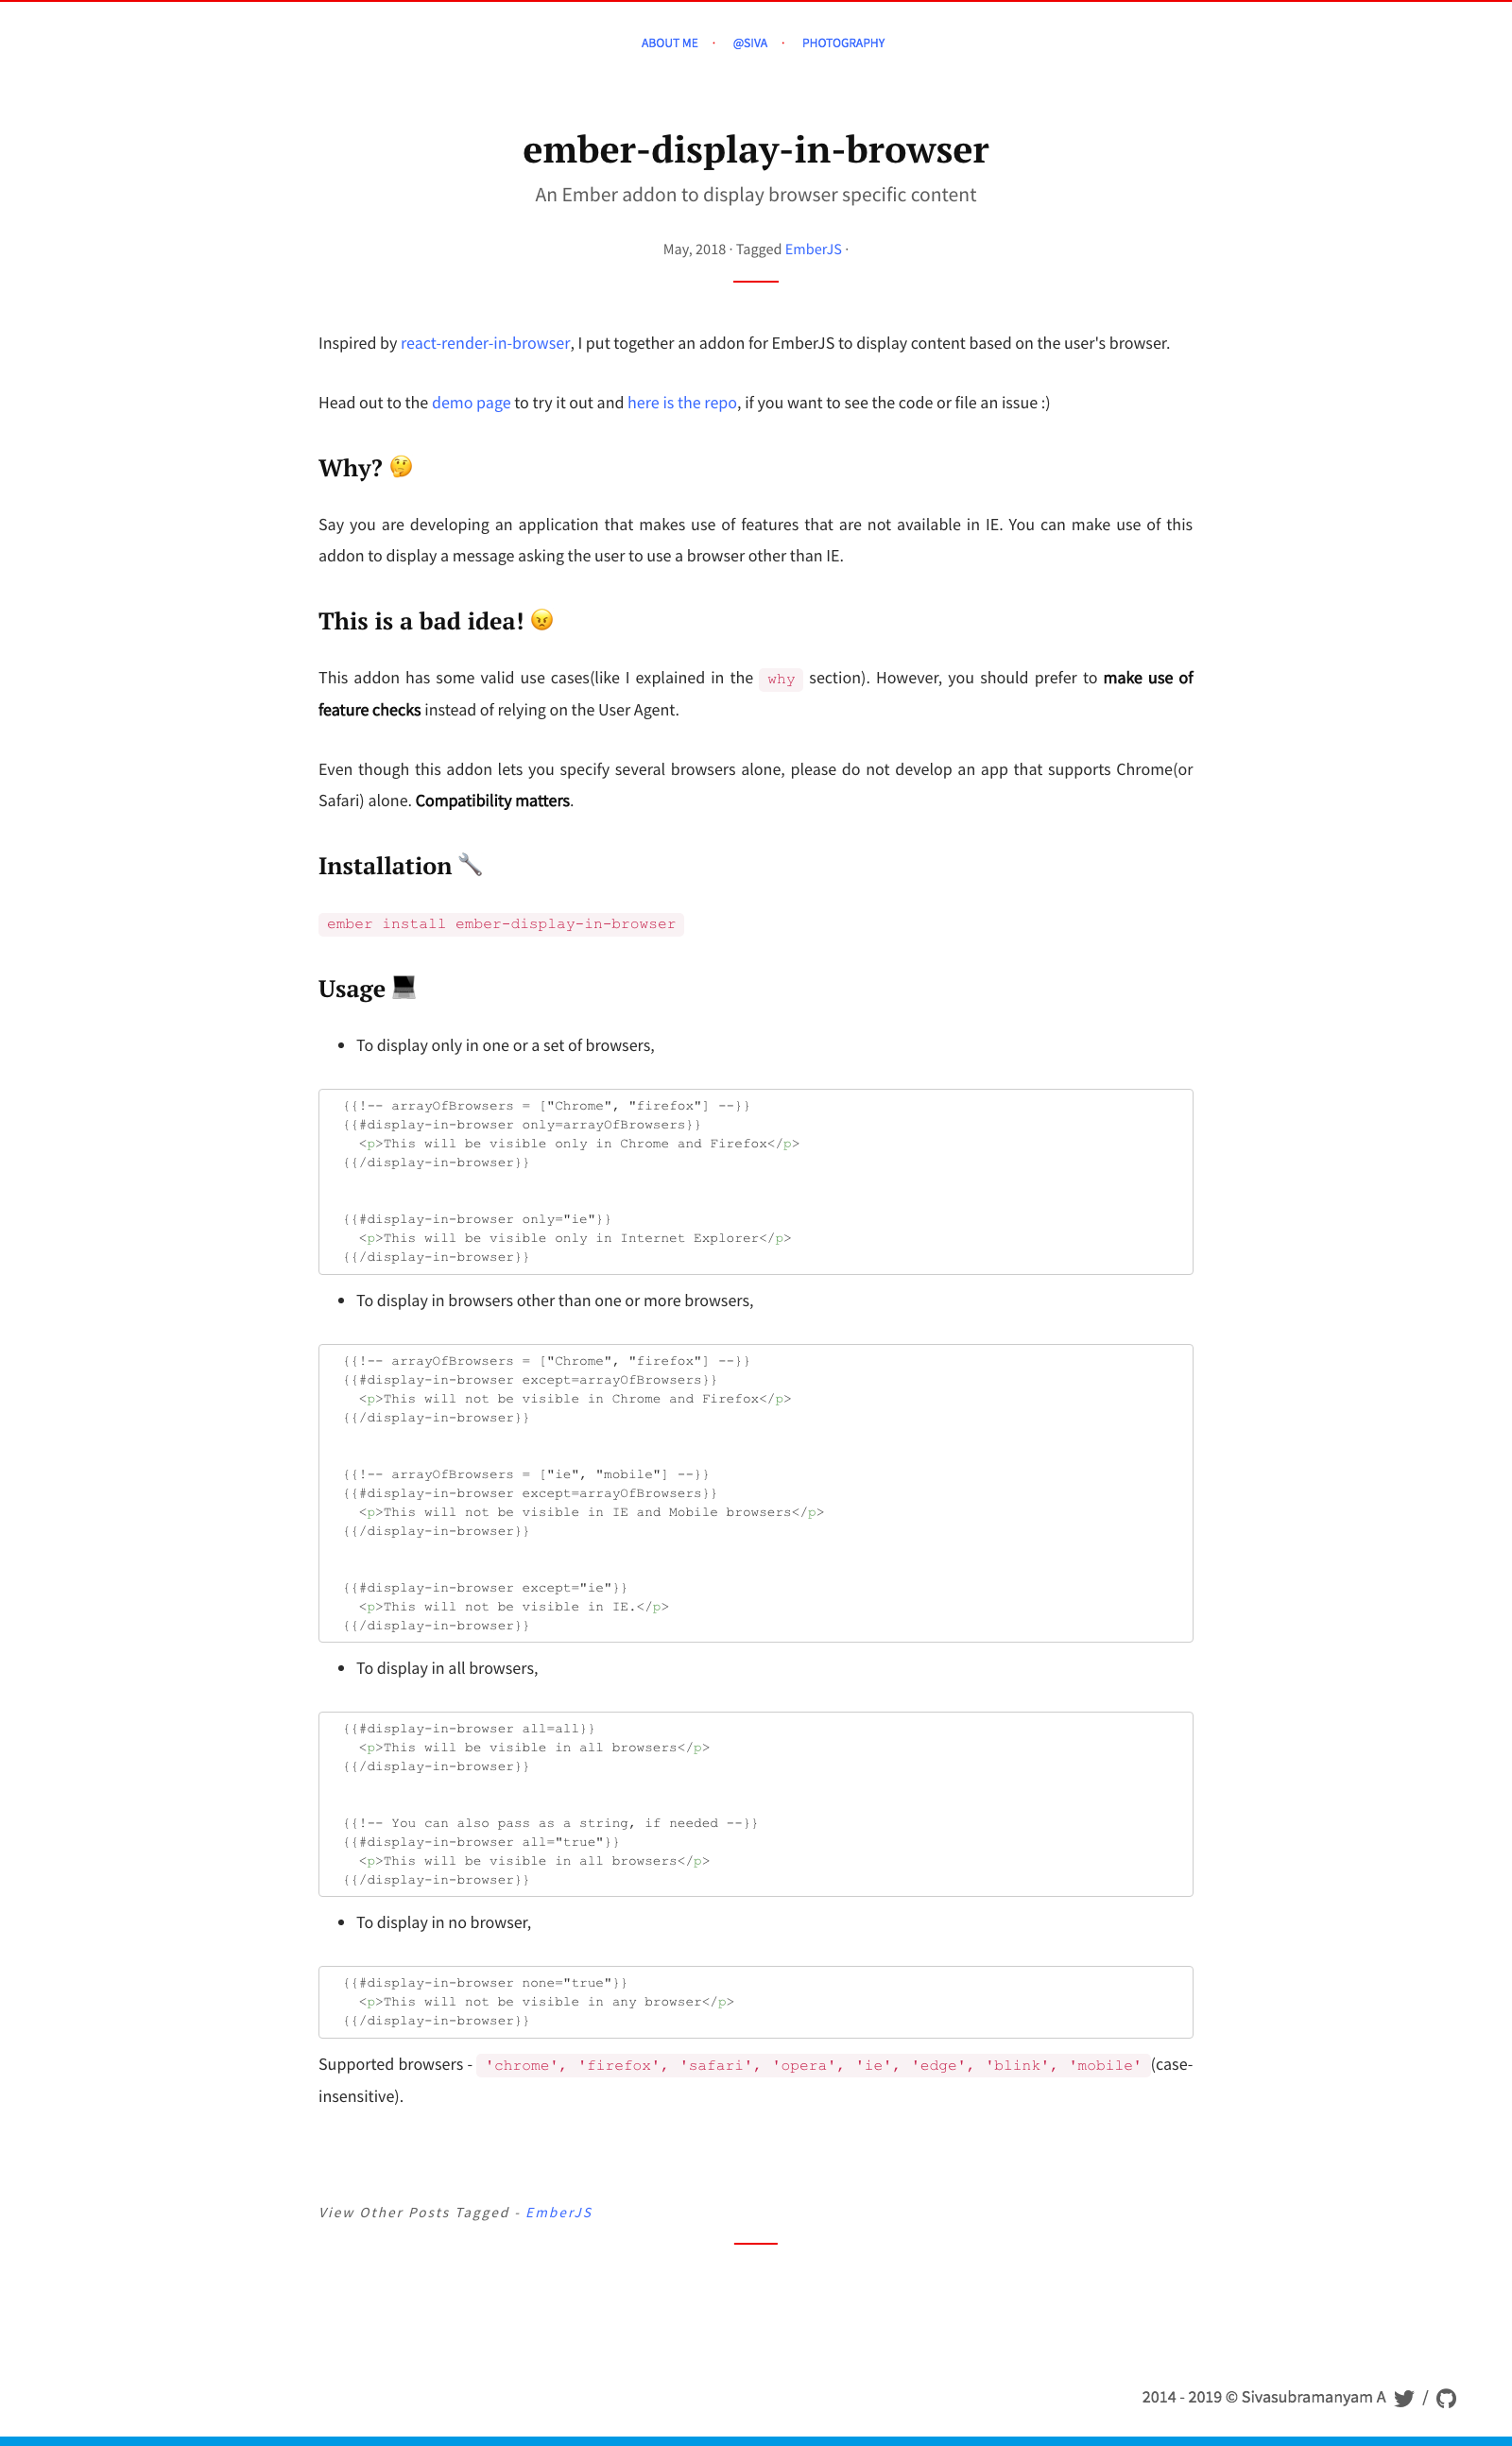 ABOUT ME · @SIVA · PHOTOGRAPHY
ember-display-in-browser
An Ember addon to display browser specific content
May, 2018 · Tagged EmberJS ·
Inspired by react-render-in-browser, I put together an addon for EmberJS to display content based on the user's browser.
Head out to the demo page to try it out and here is the repo, if you want to see the code or file an issue :)
Why? 🤔
Say you are developing an application that makes use of features that are not available in IE. You can make use of this
addon to display a message asking the user to use a browser other than IE.
This is a bad idea! 😠
This addon has some valid use cases(like I explained in the why section). However, you should prefer to make use of
feature checks instead of relying on the User Agent.
Even though this addon lets you specify several browsers alone, please do not develop an app that supports Chrome(or
Safari) alone. Compatibility matters.
Installation 🔧
ember install ember-display-in-browser
Usage 💻
• To display only in one or a set of browsers,
{{!-- arrayOfBrowsers = ["Chrome", "firefox"] --}}
{{#display-in-browser only=arrayOfBrowsers}}
  <p>This will be visible only in Chrome and Firefox</p>
{{/display-in-browser}}
{{#display-in-browser only="ie"}}
  <p>This will be visible only in Internet Explorer</p>
{{/display-in-browser}}
• To display in browsers other than one or more browsers,
{{!-- arrayOfBrowsers = ["Chrome", "firefox"] --}}
{{#display-in-browser except=arrayOfBrowsers}}
  <p>This will not be visible in Chrome and Firefox</p>
{{/display-in-browser}}
{{!-- arrayOfBrowsers = ["ie", "mobile"] --}}
{{#display-in-browser except=arrayOfBrowsers}}
  <p>This will not be visible in IE and Mobile browsers</p>
{{/display-in-browser}}
{{#display-in-browser except="ie"}}
  <p>This will not be visible in IE.</p>
{{/display-in-browser}}
• To display in all browsers,
{{#display-in-browser all=all}}
  <p>This will be visible in all browsers</p>
{{/display-in-browser}}
{{!-- You can also pass as a string, if needed --}}
{{#display-in-browser all="true"}}
  <p>This will be visible in all browsers</p>
{{/display-in-browser}}
• To display in no browser,
{{#display-in-browser none="true"}}
  <p>This will not be visible in any browser</p>
{{/display-in-browser}}
Supported browsers - 'chrome', 'firefox', 'safari', 'opera', 'ie', 'edge', 'blink', 'mobile' (case-
insensitive).
View Other Posts Tagged - EmberJS
2014 - 2019 © Sivasubramanyam A /